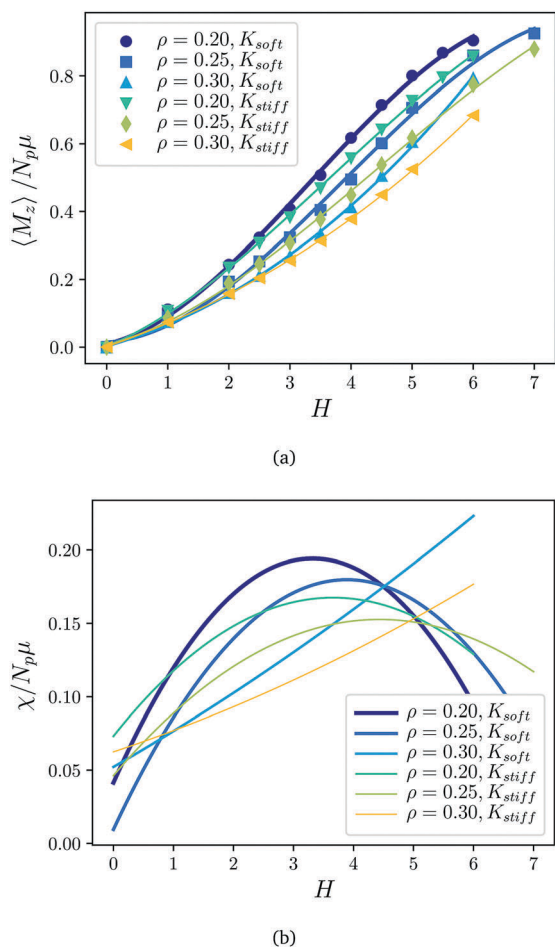 ⟨M_z⟩/N_pμ
0.8
0.6
0.4
0.2
0.0
ρ = 0.20, K_soft
ρ = 0.25, K_soft
ρ = 0.30, K_soft
ρ = 0.20, K_stiff
ρ = 0.25, K_stiff
ρ = 0.30, K_stiff
0 1 2 3 4 5 6 7
H
(a)
χ/N_pμ
0.20
0.15
0.10
0.05
0.00
ρ = 0.20, K_soft
ρ = 0.25, K_soft
ρ = 0.30, K_soft
ρ = 0.20, K_stiff
ρ = 0.25, K_stiff
ρ = 0.30, K_stiff
0 1 2 3 4 5 6 7
H
(b)